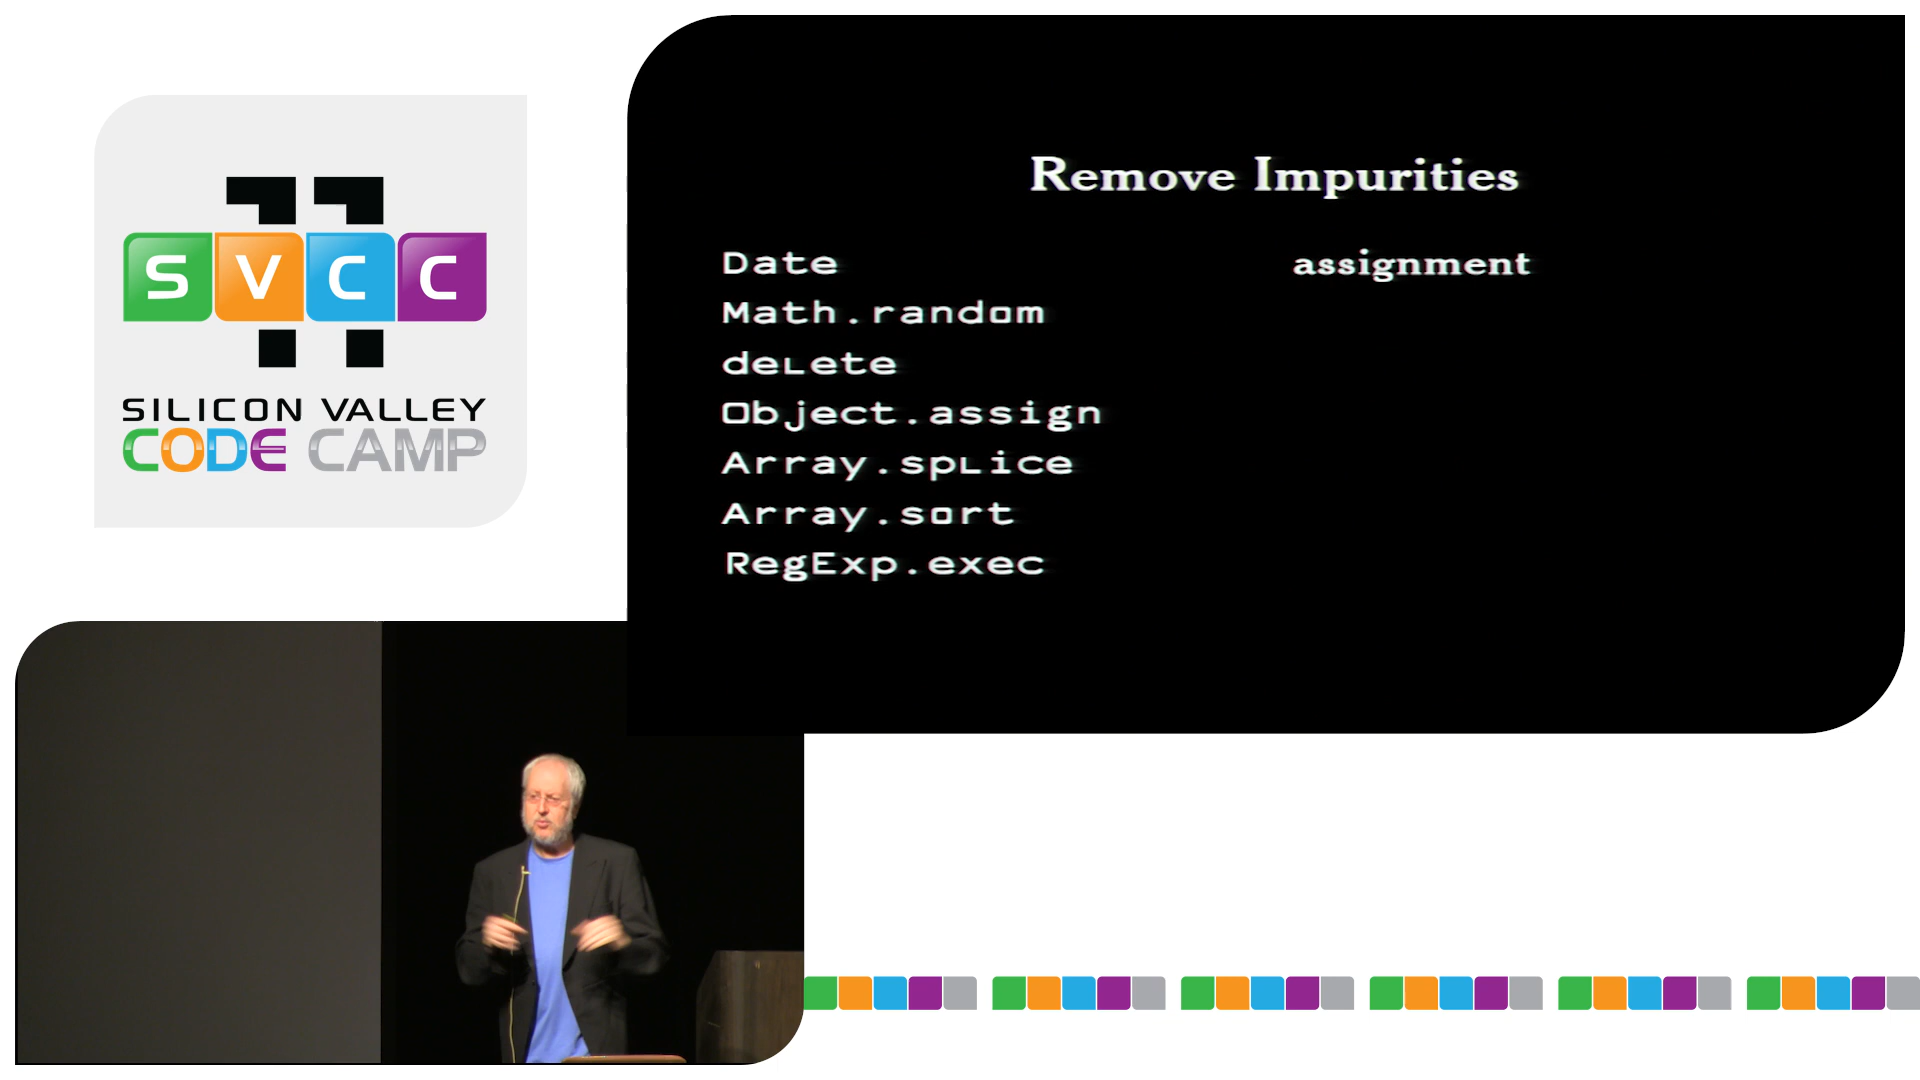 11
SVCC
SILICON VALLEY
CODE CAMP
Remove Impurities
Date
Math.random
delete
Object.assign
Array.splice
Array.sort
RegExp.exec
assignment